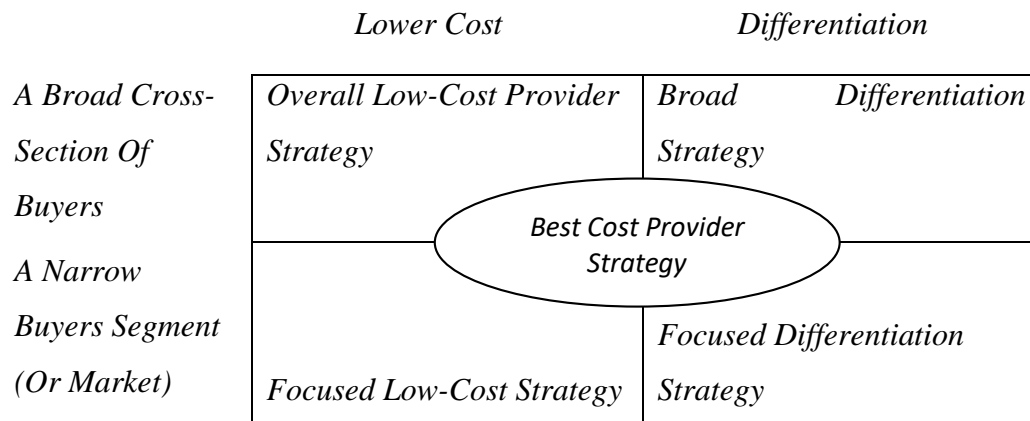 Lower Cost Differentiation
A Broad Cross-
Section Of
Buyers
Overall Low-Cost Provider
Strategy
Broad Differentiation
Strategy
Best Cost Provider
Strategy
A Narrow
Buyers Segment
(Or Market)
Focused Low-Cost Strategy
Focused Differentiation
Strategy